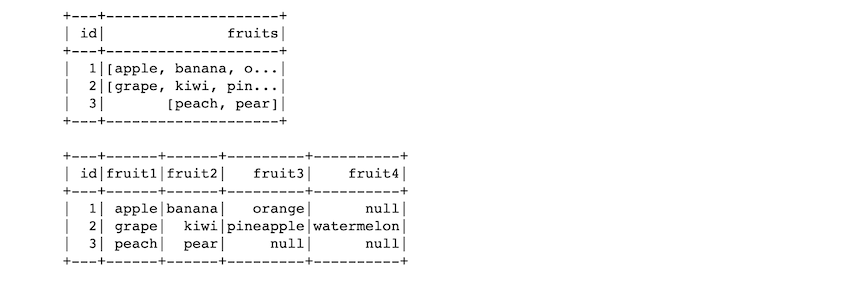 +---+--------------------+
| id|              fruits|
+---+--------------------+
|  1|[apple, banana, o...|
|  2|[grape, kiwi, pin...|
|  3|       [peach, pear]|
+---+--------------------+
+---+------+------+---------+----------+
| id|fruit1|fruit2|   fruit3|    fruit4|
+---+------+------+---------+----------+
|  1| apple|banana|   orange|      null|
|  2| grape|  kiwi|pineapple|watermelon|
|  3| peach|  pear|     null|      null|
+---+------+------+---------+----------+